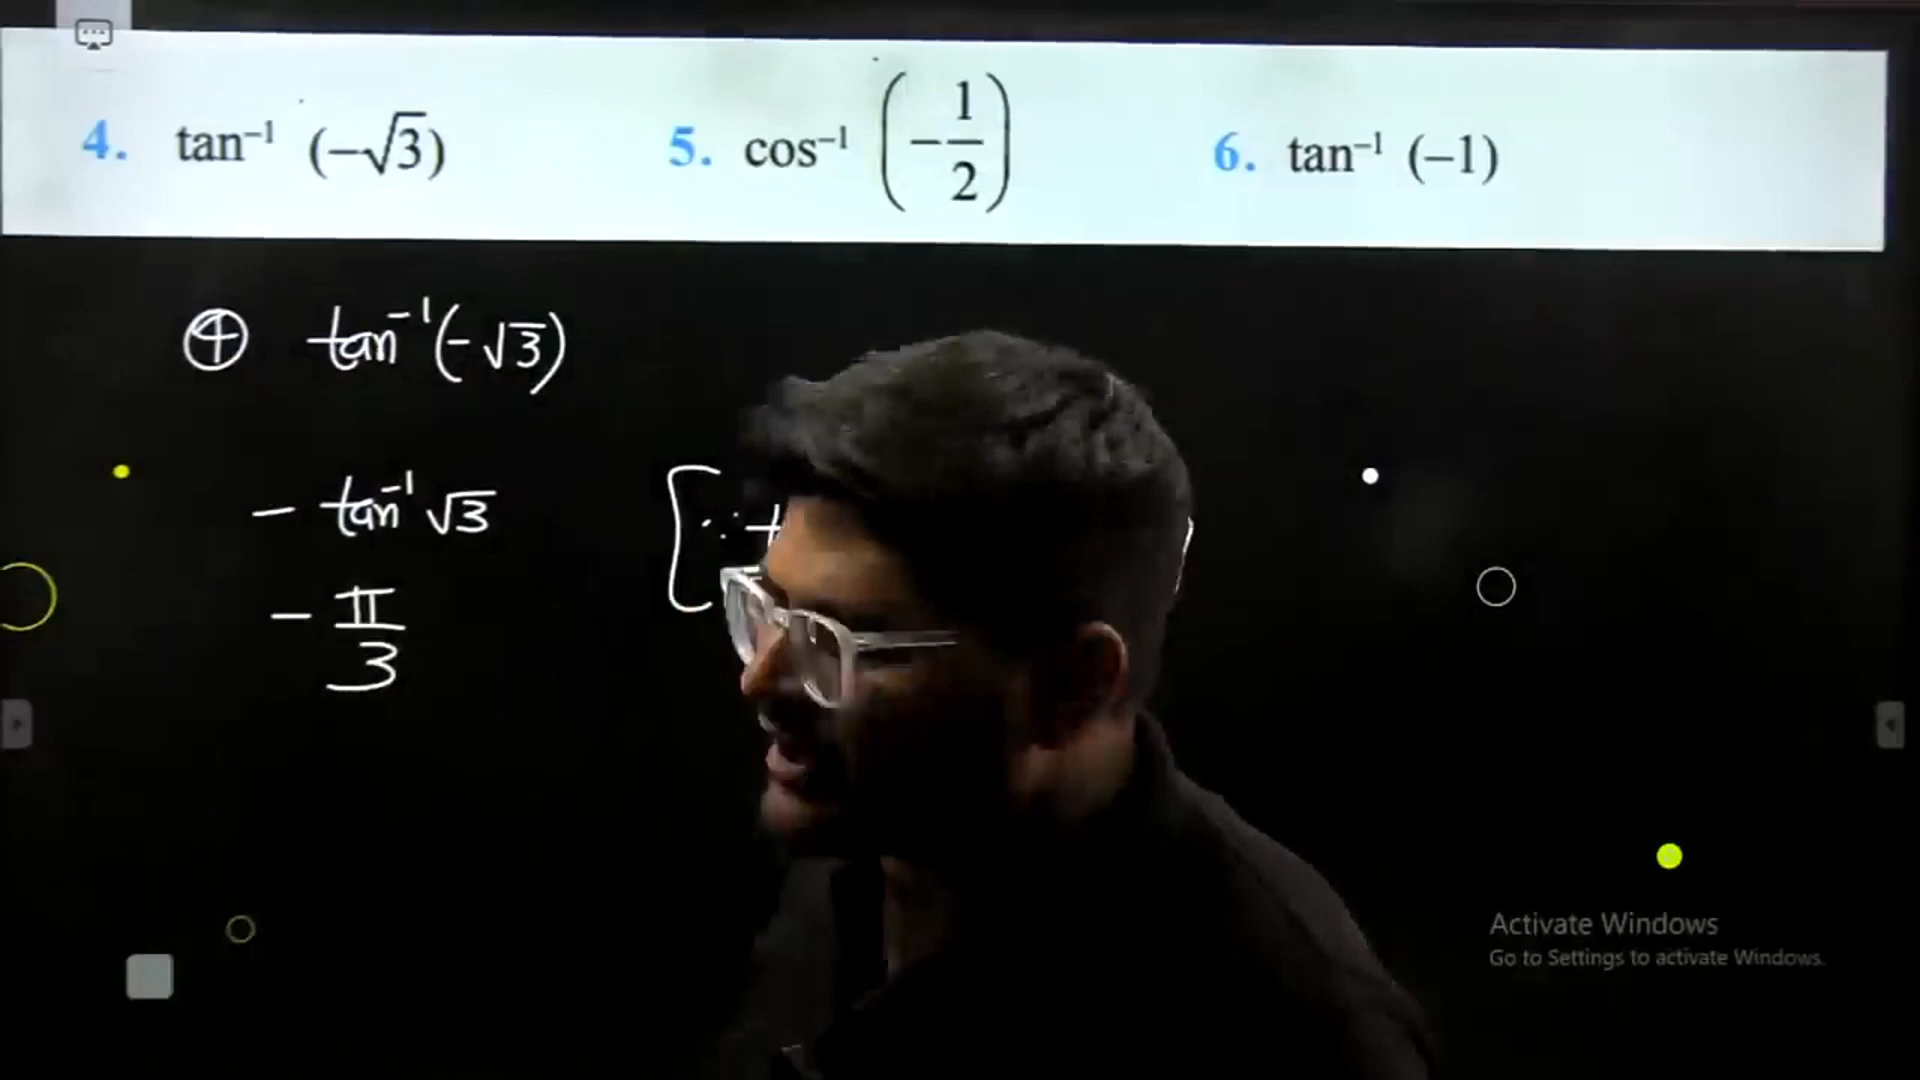 4. tan⁻¹ (−√3) 5. cos⁻¹ (−1/2) 6. tan⁻¹ (−1)
④ tan⁻¹(−√3)
− tan⁻¹ √3 [∵
− π/3
Activate Windows
Go to Settings to activate Windows.